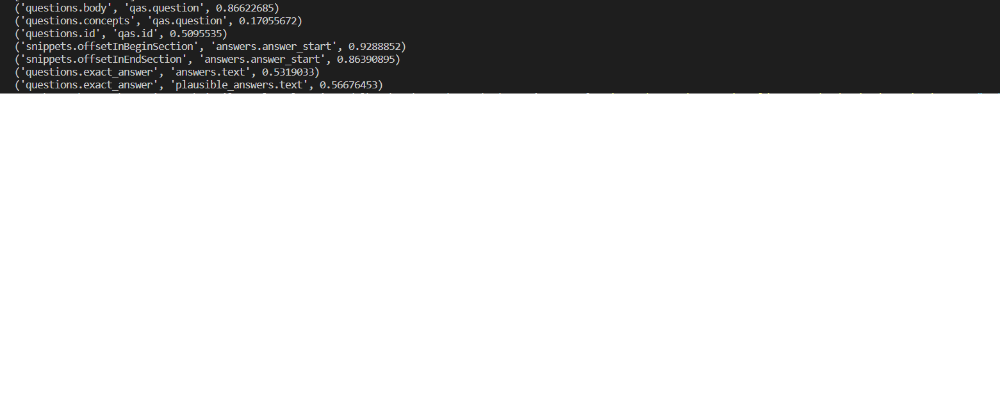 ('questions.body', 'qas.question', 0.86622685)
('questions.concepts', 'qas.question', 0.17055672)
('questions.id', 'qas.id', 0.5095535)
('snippets.offsetInBeginSection', 'answers.answer_start', 0.9288852)
('snippets.offsetInEndSection', 'answers.answer_start', 0.86390895)
('questions.exact_answer', 'answers.text', 0.5319033)
('questions.exact_answer', 'plausible_answers.text', 0.56676453)